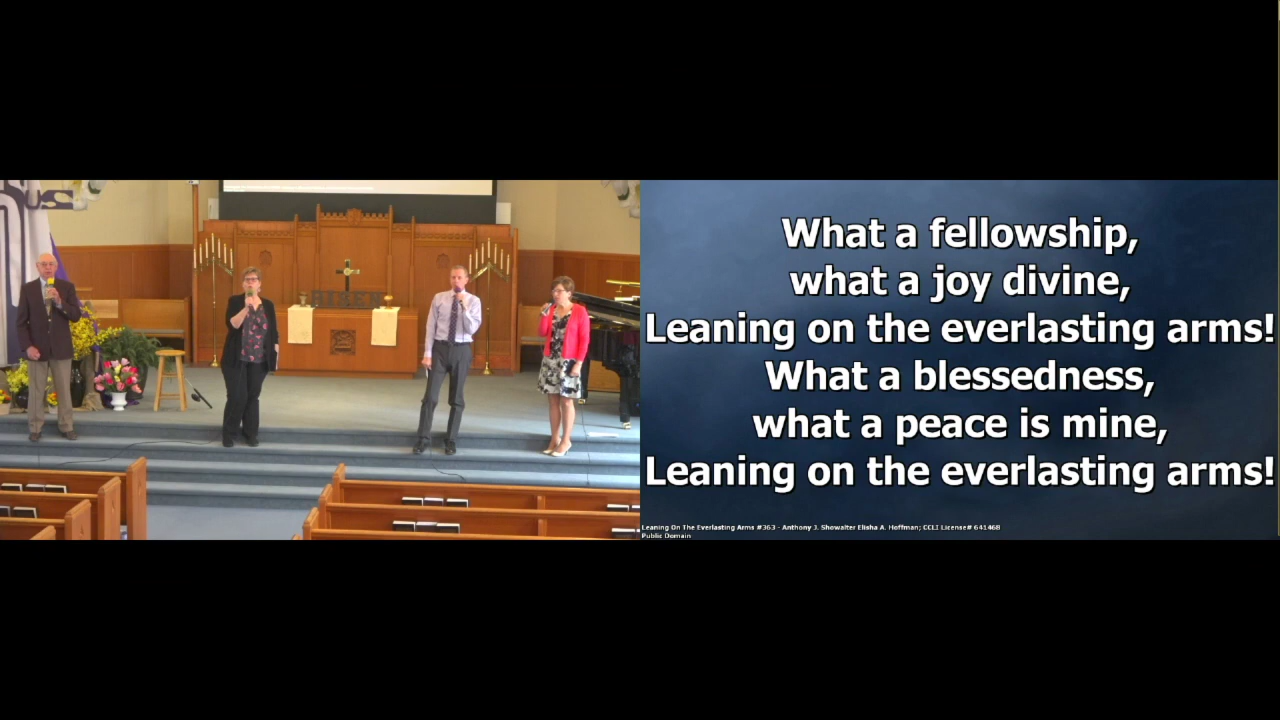 RISEN
What a fellowship,
what a joy divine,
Leaning on the everlasting arms!
What a blessedness,
what a peace is mine,
Leaning on the everlasting arms!
Leaning On The Everlasting Arms #363 - Anthony J. Showalter Elisha A. Hoffman; CCLI License# 641468
Public Domain